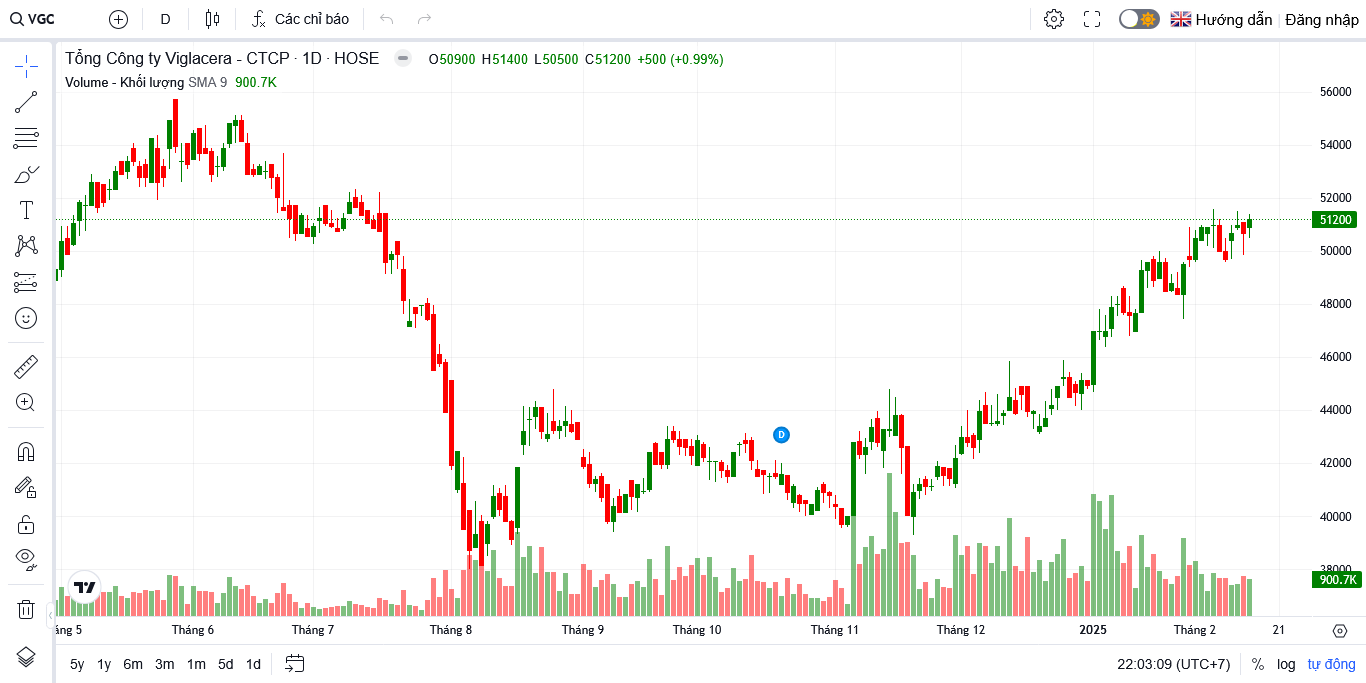 VGC D Các chỉ báo Hướng dẫn Đăng nhập
Tổng Công ty Viglacera - CTCP · 1D · HOSE O50900 H51400 L50500 C51200 +500 (+0.99%)
Volume - Khối lượng SMA 9 900.7K
56000
54000
52000
51200
50000
48000
46000
44000
D
42000
40000
38000
900.7K
áng 5 Tháng 6 Tháng 7 Tháng 8 Tháng 9 Tháng 10 Tháng 11 Tháng 12 2025 Tháng 2 21
5y 1y 6m 3m 1m 5d 1d 22:03:09 (UTC+7) % log tự động